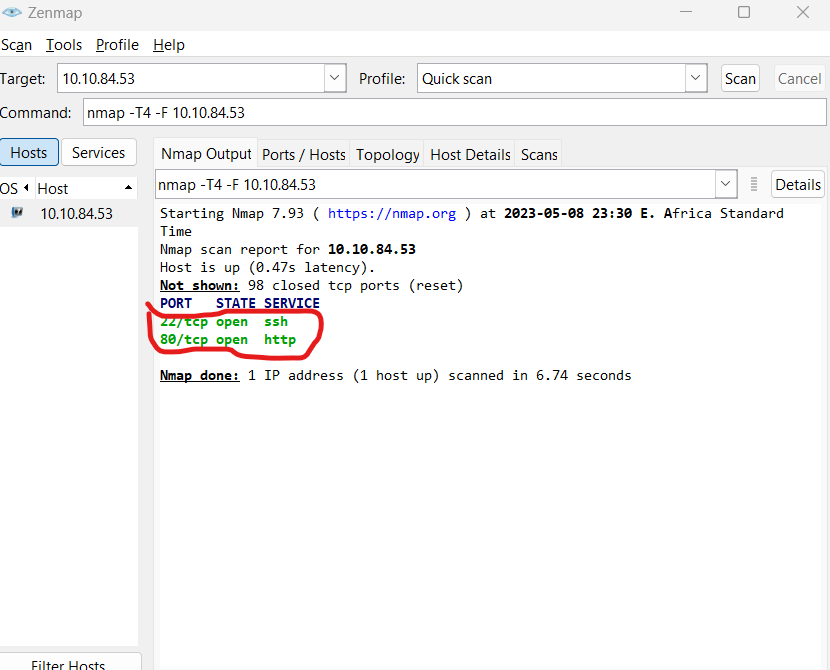 Zenmap
Scan Tools Profile Help
Target: 10.10.84.53 Profile: Quick scan Scan Cancel
Command: nmap -T4 -F 10.10.84.53
Hosts Services Nmap Output Ports / Hosts Topology Host Details Scans
OS Host nmap -T4 -F 10.10.84.53 Details
10.10.84.53
Starting Nmap 7.93 ( https://nmap.org ) at 2023-05-08 23:30 E. Africa Standard
Time
Nmap scan report for 10.10.84.53
Host is up (0.47s latency).
Not shown: 98 closed tcp ports (reset)
PORT STATE SERVICE
22/tcp open ssh
80/tcp open http
Nmap done: 1 IP address (1 host up) scanned in 6.74 seconds
Filter Hosts